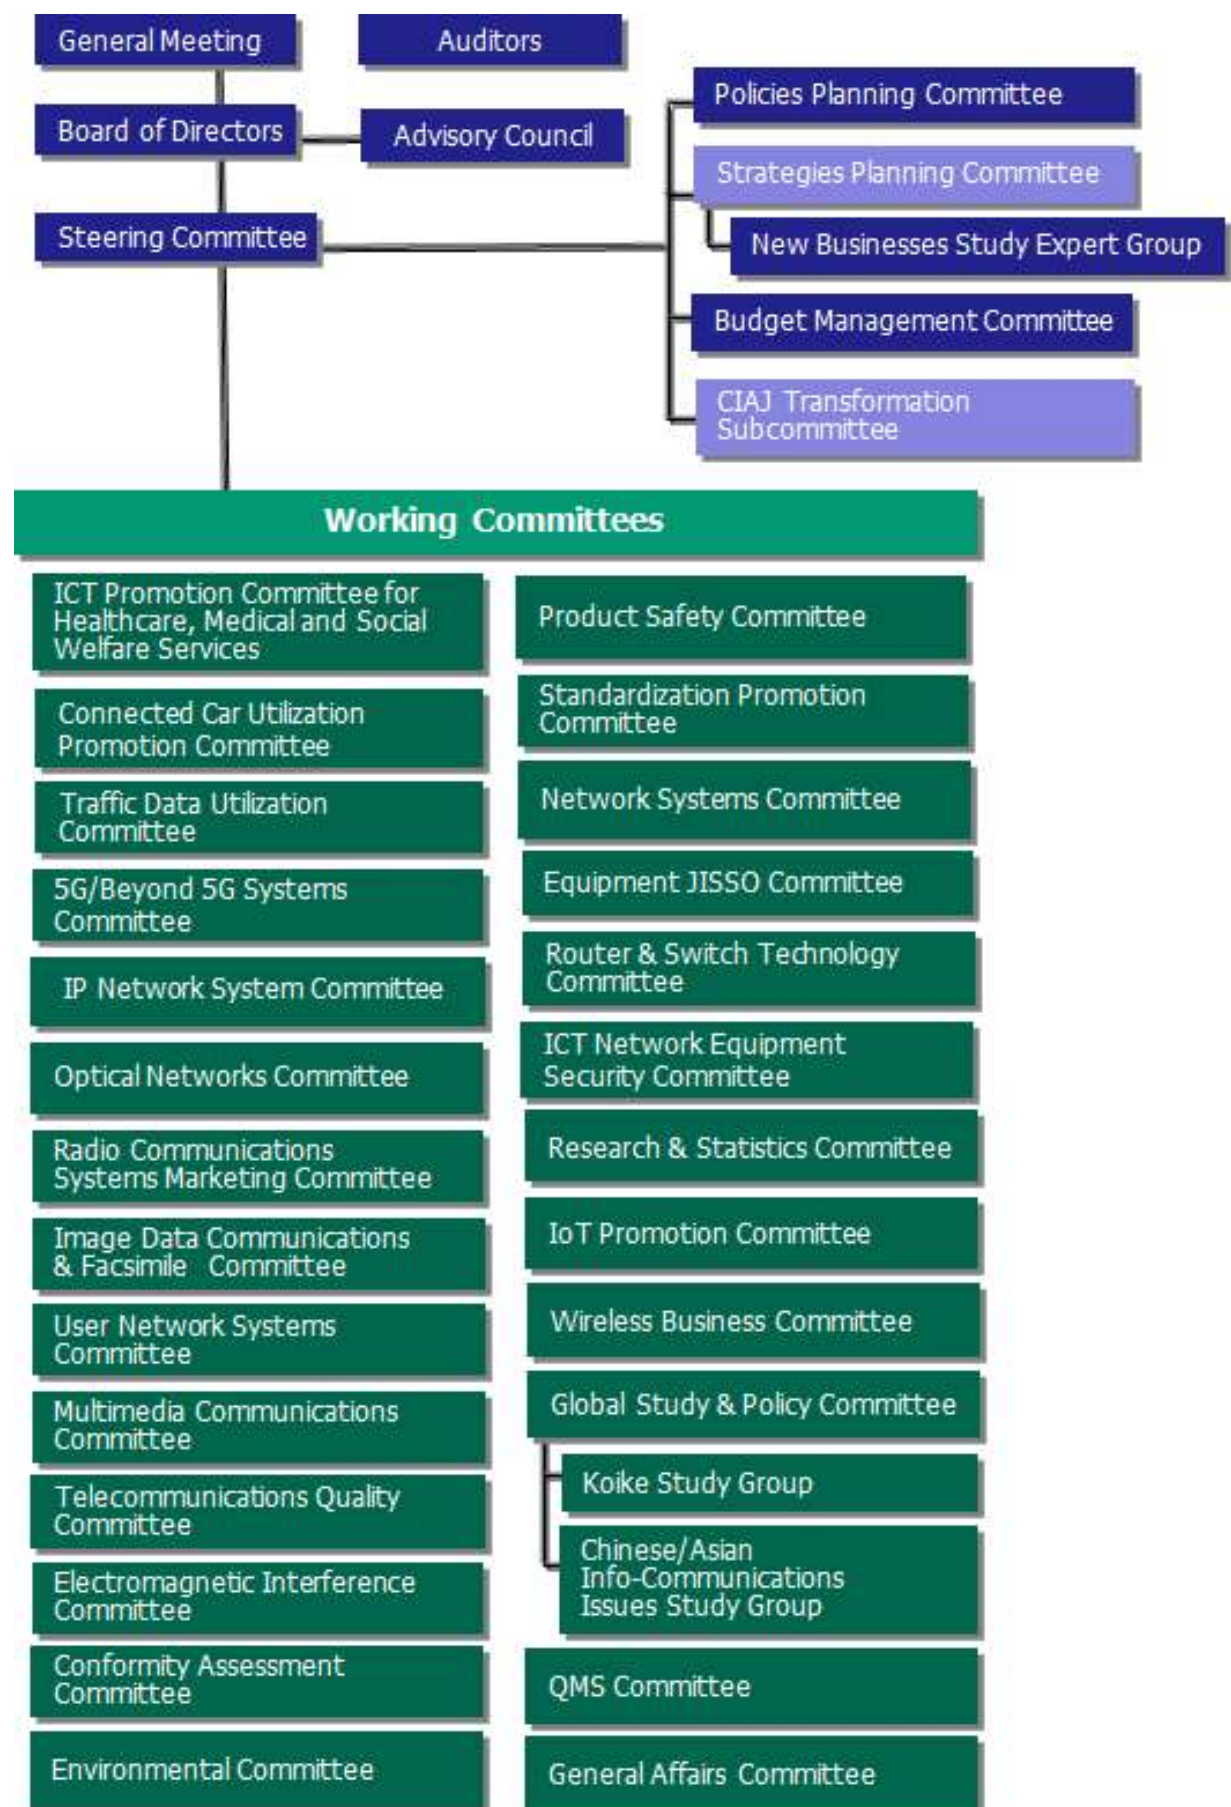 General Meeting
Auditors
Board of Directors
Advisory Council
Steering Committee
Policies Planning Committee
Strategies Planning Committee
New Businesses Study Expert Group
Budget Management Committee
CIAJ Transformation
Subcommittee
Working Committees
ICT Promotion Committee for
Healthcare, Medical and Social
Welfare Services
Connected Car Utilization
Promotion Committee
Traffic Data Utilization
Committee
5G/Beyond 5G Systems
Committee
IP Network System Committee
Optical Networks Committee
Radio Communications
Systems Marketing Committee
Image Data Communications
& Facsimile Committee
User Network Systems
Committee
Multimedia Communications
Committee
Telecommunications Quality
Committee
Electromagnetic Interference
Committee
Conformity Assessment
Committee
Environmental Committee
Product Safety Committee
Standardization Promotion
Committee
Network Systems Committee
Equipment JISSO Committee
Router & Switch Technology
Committee
ICT Network Equipment
Security Committee
Research & Statistics Committee
IoT Promotion Committee
Wireless Business Committee
Global Study & Policy Committee
Koike Study Group
Chinese/Asian
Info-Communications
Issues Study Group
QMS Committee
General Affairs Committee